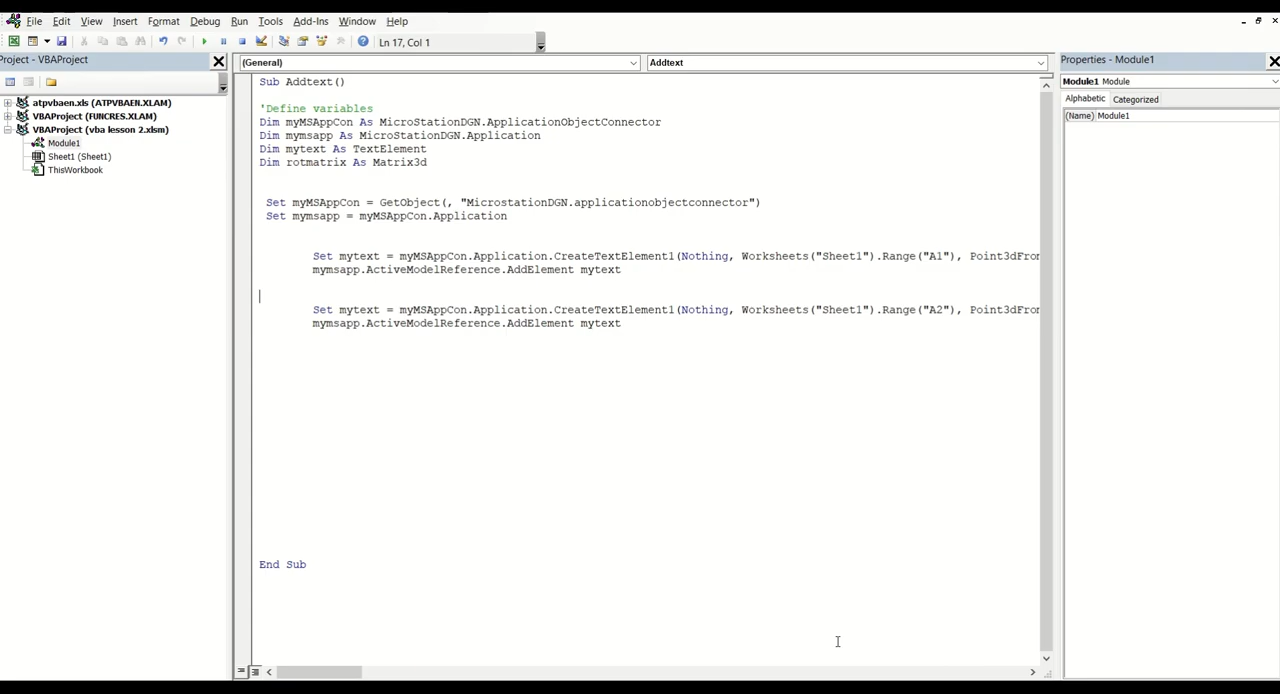 File Edit View Insert Format Debug Run Tools Add-Ins Window Help
Ln 17, Col 1
Project - VBAProject
atpvbaen.xls (ATPVBAEN.XLAM)
VBAProject (FUNCRES.XLAM)
VBAProject (vba lesson 2.xlsm)
Module1
Sheet1 (Sheet1)
ThisWorkbook
(General) Addtext
Sub Addtext()
'Define variables
Dim myMSAppCon As MicroStationDGN.ApplicationObjectConnector
Dim mymsapp As MicroStationDGN.Application
Dim mytext As TextElement
Dim rotmatrix As Matrix3d
Set myMSAppCon = GetObject(, "MicrostationDGN.applicationobjectconnector")
Set mymsapp = myMSAppCon.Application
Set mytext = myMSAppCon.Application.CreateTextElement1(Nothing, Worksheets("Sheet1").Range("A1"), Point3dFro
mymsapp.ActiveModelReference.AddElement mytext
Set mytext = myMSAppCon.Application.CreateTextElement1(Nothing, Worksheets("Sheet1").Range("A2"), Point3dFro
mymsapp.ActiveModelReference.AddElement mytext
End Sub
Properties - Module1
Module1 Module
Alphabetic Categorized
(Name) Module1